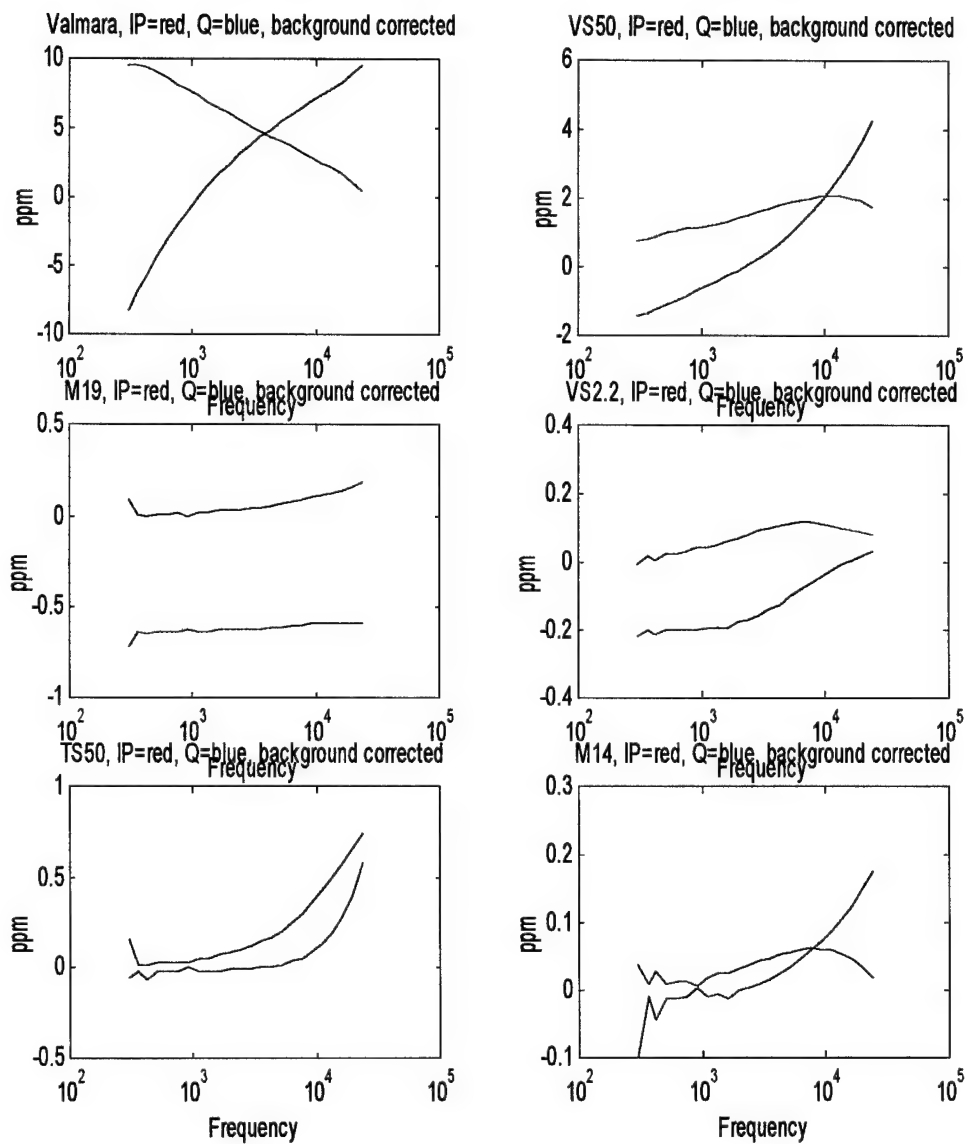 Valmara, IP=red, Q=blue, background corrected
10
5
0
-5
-10
ppm
10^2
10^3
10^4
10^5
Frequency
VS50, IP=red, Q=blue, background corrected
6
4
2
0
-2
ppm
10^2
10^3
10^4
10^5
Frequency
M19, IP=red, Q=blue, background corrected
0.5
0
-0.5
-1
ppm
10^2
10^3
10^4
10^5
Frequency
VS2.2, IP=red, Q=blue, background corrected
0.4
0.2
0
-0.2
-0.4
ppm
10^2
10^3
10^4
10^5
Frequency
TS50, IP=red, Q=blue, background corrected
1
0.5
0
-0.5
ppm
10^2
10^3
10^4
10^5
Frequency
M14, IP=red, Q=blue, background corrected
0.3
0.2
0.1
0
-0.1
ppm
10^2
10^3
10^4
10^5
Frequency